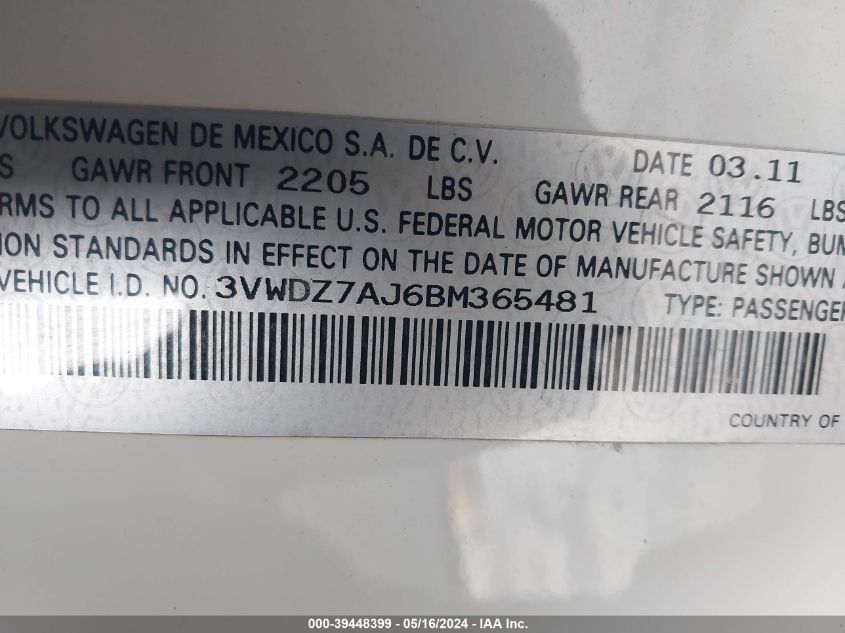 VOLKSWAGEN DE MEXICO S.A. DE C.V. DATE 03.11
S GAWR FRONT 2205 LBS GAWR REAR 2116 LBS
RMS TO ALL APPLICABLE U.S. FEDERAL MOTOR VEHICLE SAFETY, BUM
ION STANDARDS IN EFFECT ON THE DATE OF MANUFACTURE SHOWN A
VEHICLE I.D. NO. 3VWDZ7AJ6BM365481 TYPE: PASSENGER
COUNTRY OF
000-39448399 - 05/16/2024 - IAA Inc.